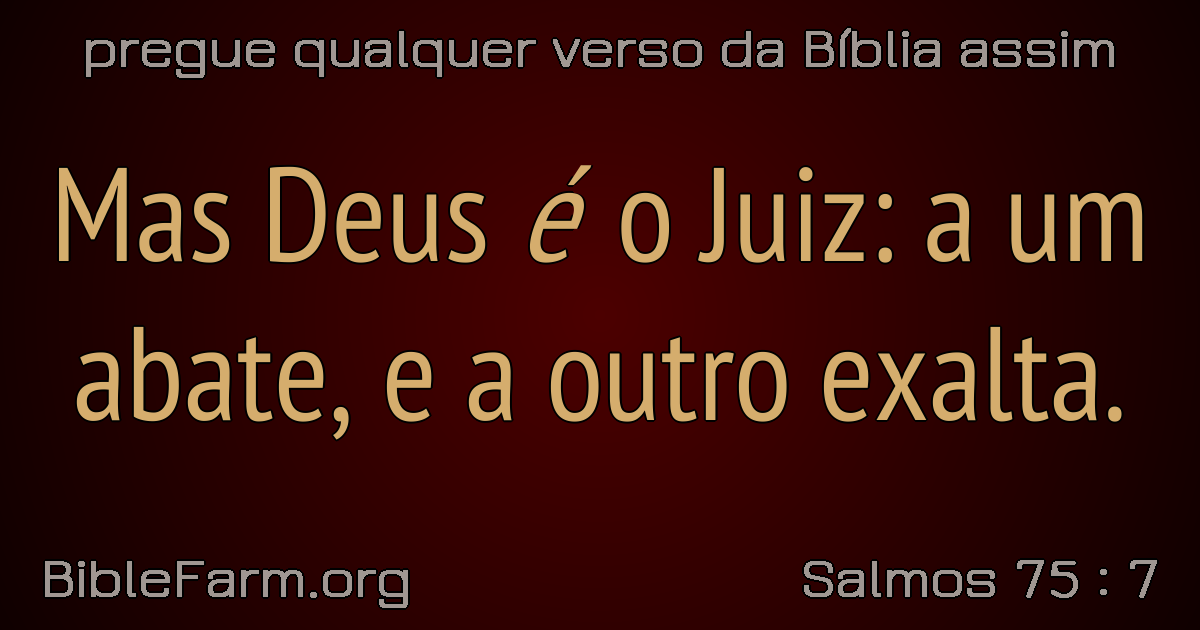 pregue qualquer verso da Bíblia assim
Mas Deus é o Juiz: a um
abate, e a outro exalta.
BibleFarm.org
Salmos 75 : 7